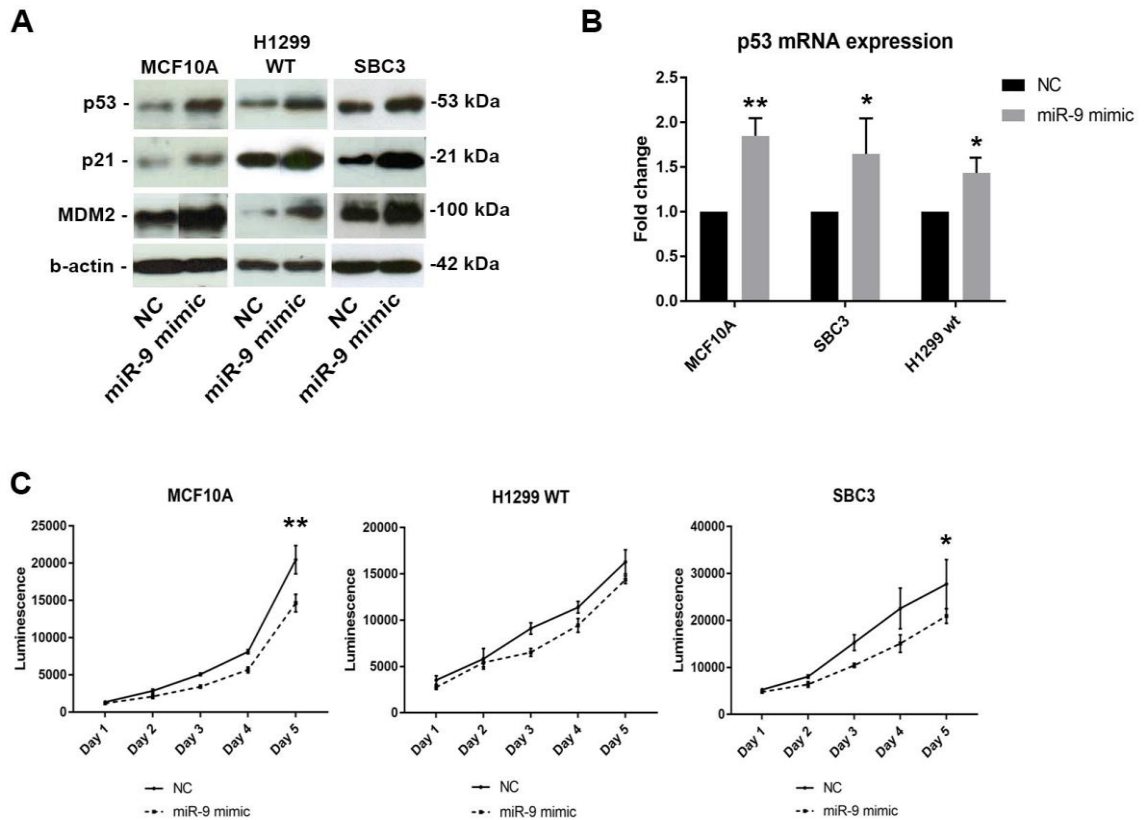 A
MCF10A
H1299
WT
SBC3
p53 -
-53 kDa
p21 -
-21 kDa
MDM2 -
-100 kDa
b-actin -
-42 kDa
NC
miR-9 mimic
NC
miR-9 mimic
NC
miR-9 mimic
B
p53 mRNA expression
NC
miR-9 mimic
Fold change
2.5
2.0
1.5
1.0
0.5
0.0
**
*
*
MCF10A
SBC3
H1299 wt
C
MCF10A
Luminescence
25000
20000
15000
10000
5000
0
**
Day 1
Day 2
Day 3
Day 4
Day 5
NC
miR-9 mimic
H1299 WT
Luminescence
20000
15000
10000
5000
0
Day 1
Day 2
Day 3
Day 4
Day 5
NC
miR-9 mimic
SBC3
Luminescence
40000
30000
20000
10000
0
*
Day 1
Day 2
Day 3
Day 4
Day 5
NC
miR-9 mimic